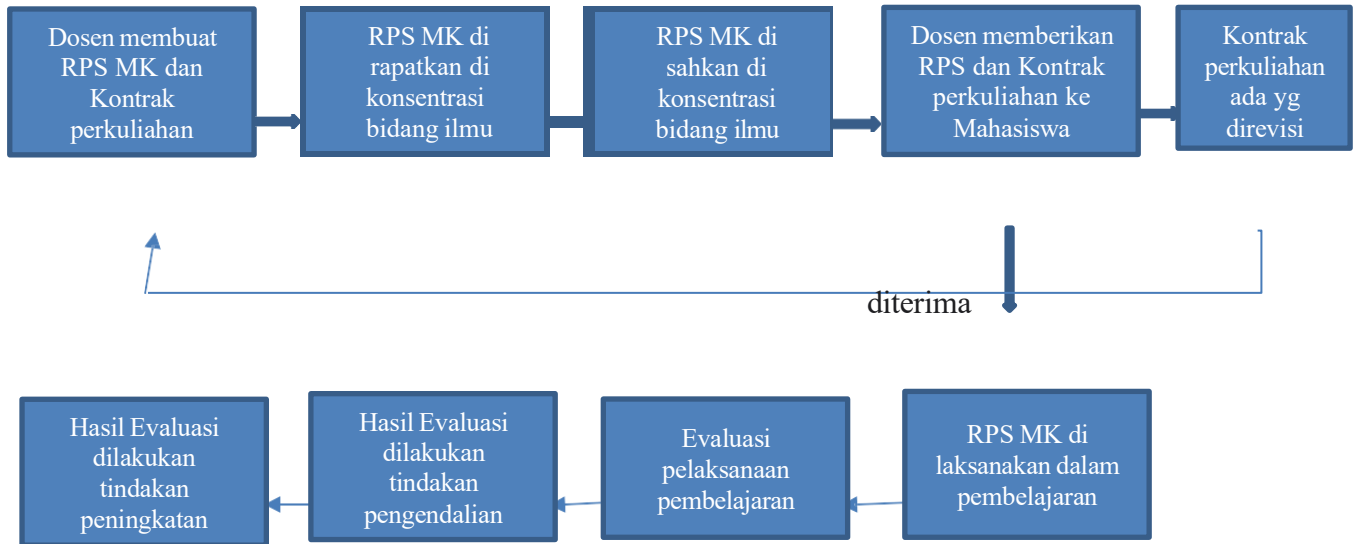 Dosen membuat
RPS MK dan
Kontrak
perkuliahan
RPS MK di
rapatkan di
konsentrasi
bidang ilmu
RPS MK di
sahkan di
konsentrasi
bidang ilmu
Dosen memberikan
RPS dan Kontrak
perkuliahan ke
Mahasiswa
Kontrak
perkuliahan
ada yg
direvisi
diterima
Hasil Evaluasi
dilakukan
tindakan
peningkatan
Hasil Evaluasi
dilakukan
tindakan
pengendalian
Evaluasi
pelaksanaan
pembelajaran
RPS MK di
laksanakan dalam
pembelajaran